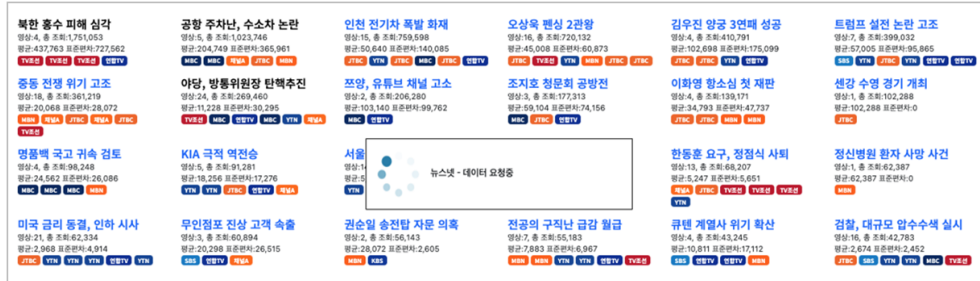 북한 홍수 피해 심각
영상:4, 총 조회:1,751,053
평균:437,763 표준편차:727,562
TV조선 TV조선 TV조선 연합TV
공항 주차난, 수소차 논란
영상:5, 총 조회:1,023,746
평균:204,749 표준편차:365,961
MBC MBC 채널A JTBC MBN
인천 전기차 폭발 화재
영상:15, 총 조회:759,598
평균:50,640 표준편차:140,085
JTBC YTN JTBC MBC 연합TV
오상욱 펜싱 2관왕
영상:16, 총 조회:720,132
평균:45,008 표준편차:60,873
JTBC YTN MBN JTBC JTBC
김우진 양궁 3연패 성공
영상:4, 총 조회:410,791
평균:102,698 표준편차:175,099
JTBC JTBC YTN 연합TV
트럼프 설전 논란 고조
영상:7, 총 조회:399,032
평균:57,005 표준편차:95,865
SBS YTN JTBC YTN 연합TV
중동 전쟁 위기 고조
영상:18, 총 조회:361,219
평균:20,068 표준편차:28,072
MBN 채널A 채널A 채널A JTBC
TV조선
야당, 방통위원장 탄핵추진
영상:24, 총 조회:269,460
평균:11,228 표준편차:30,295
TV조선 MBC 연합TV MBC YTN 채널A
쯔양, 유튜브 채널 고소
영상:2, 총 조회:206,280
평균:103,140 표준편차:99,762
MBC 연합TV
조지호 청문회 공방전
영상:3, 총 조회:177,313
평균:59,104 표준편차:74,156
MBC JTBC 연합TV
이화영 항소심 첫 재판
영상:4, 총 조회:139,171
평균:34,793 표준편차:47,737
JTBC JTBC MBN MBN
센강 수영 경기 개최
영상:1, 총 조회:102,288
평균:102,288 표준편차:0
JTBC
명품백 국고 귀속 검토
영상:4, 총 조회:98,248
평균:24,562 표준편차:26,086
MBC MBC MBC MBN
KIA 극적 역전승
영상:5, 총 조회:91,281
평균:18,256 표준편차:17,276
YTN YTN JTBC 연합TV 채널A
서울
영상:1
평균:5
YTN
뉴스넷 - 데이터 요청중
한동훈 요구, 정점식 사퇴
영상:13, 총 조회:68,207
평균:5,247 표준편차:5,651
채널A JTBC TV조선 TV조선 TV조선
YTN
정신병원 환자 사망 사건
영상:1, 총 조회:62,387
평균:62,387 표준편차:0
MBN
미국 금리 동결, 인하 시사
영상:21, 총 조회:62,334
평균:2,968 표준편차:4,914
JTBC YTN YTN YTN 연합TV YTN
무인점포 진상 고객 속출
영상:3, 총 조회:60,894
평균:20,298 표준편차:26,515
SBS 연합TV 채널A
권순일 송전탑 자문 의혹
영상:2, 총 조회:56,143
평균:28,072 표준편차:2,605
MBN KBS
전공의 구직난 급감 월급
영상:7, 총 조회:55,183
평균:7,883 표준편차:6,967
MBN MBN YTN YTN 연합TV TV조선
큐텐 계열사 위기 확산
영상:4, 총 조회:43,245
평균:10,811 표준편차:17,112
SBS 연합TV 연합TV MBN
검찰, 대규모 압수수색 실시
영상:16, 총 조회:42,783
평균:2,674 표준편차:2,452
JTBC SBS YTN YTN MBC TV조선